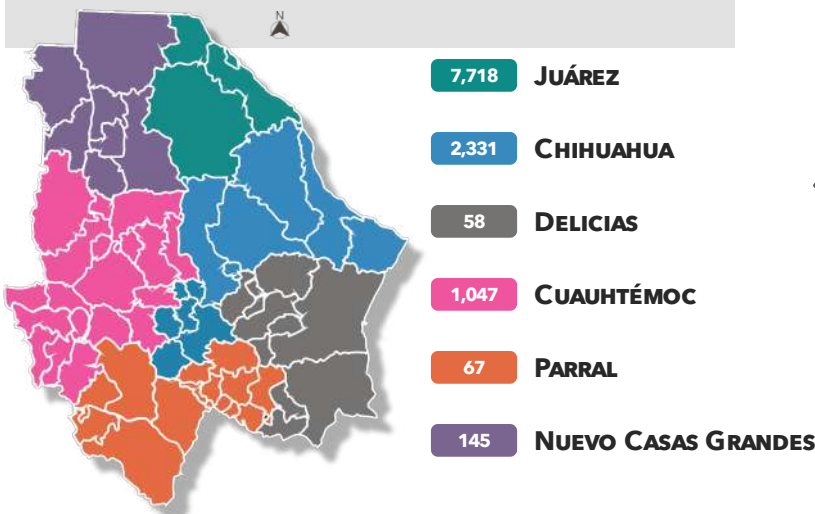 N
7,718 JUÁREZ
2,331 CHIHUAHUA
58 DELICIAS
1,047 CUAUHTÉMOC
67 PARRAL
145 NUEVO CASAS GRANDES